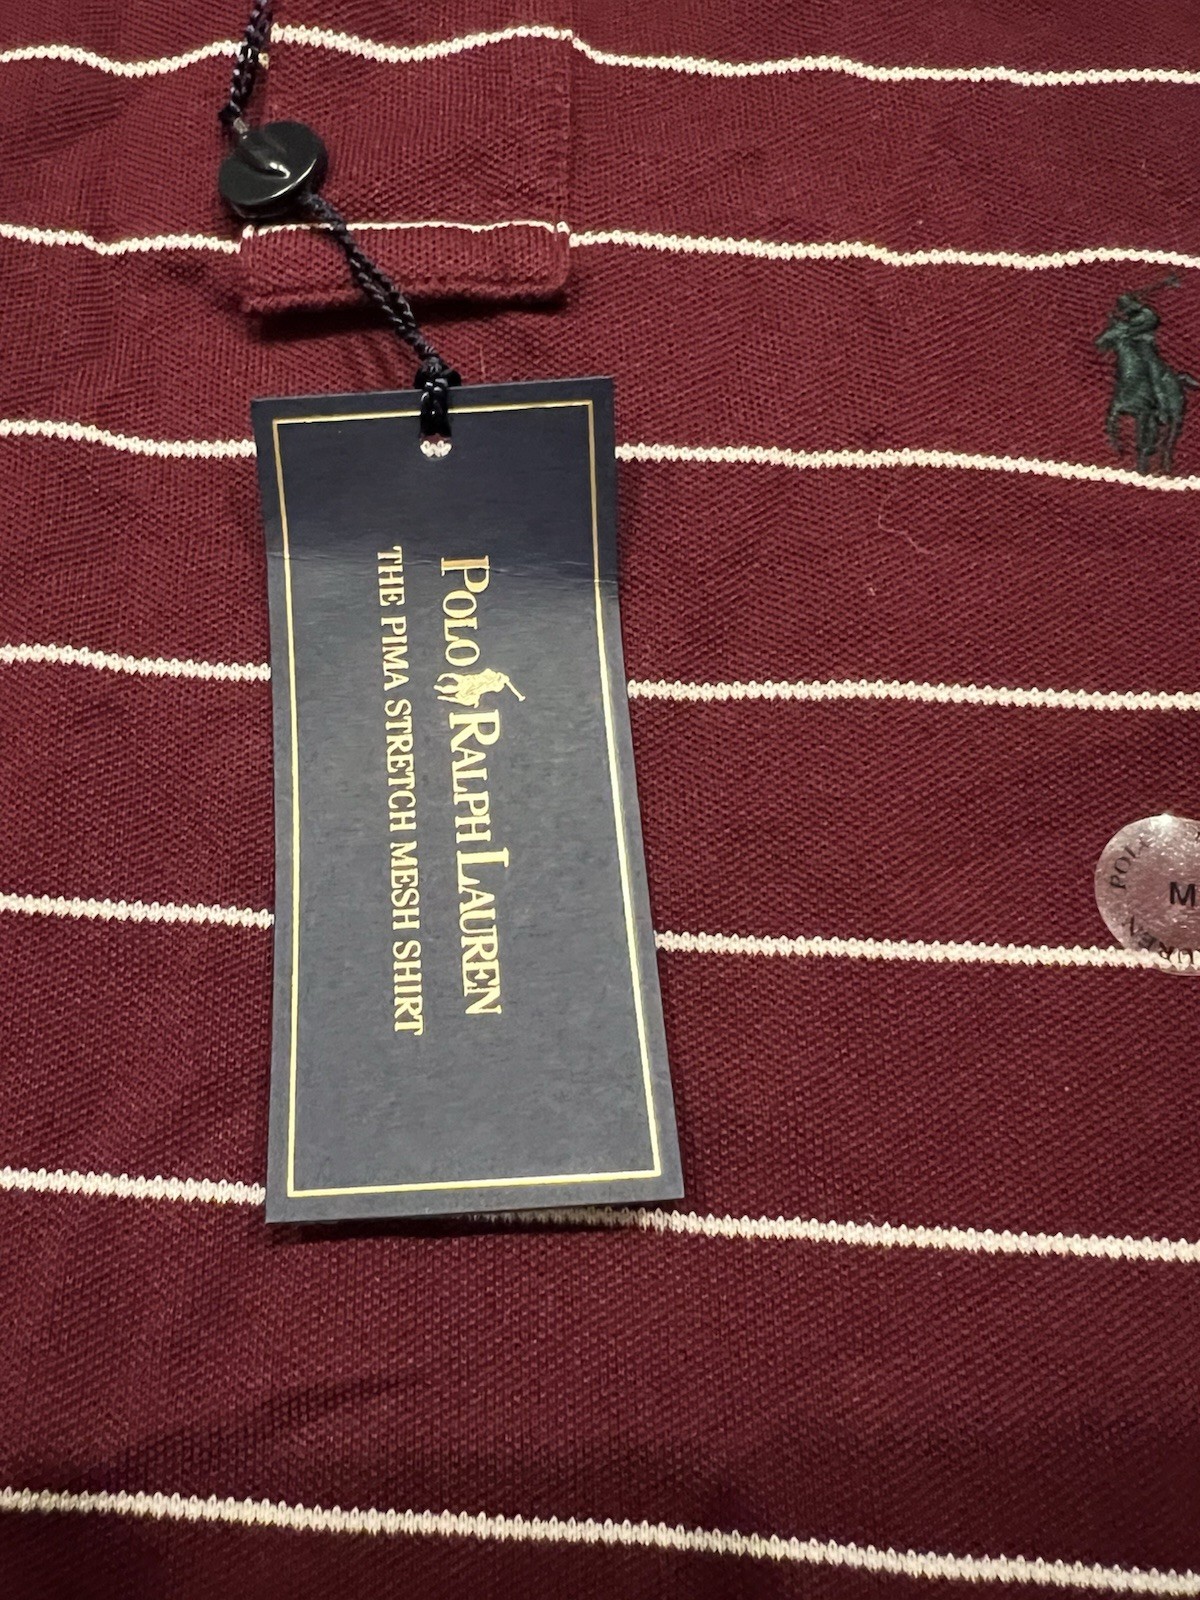 POLO RALPH LAUREN
THE PIMA STRETCH MESH SHIRT
M